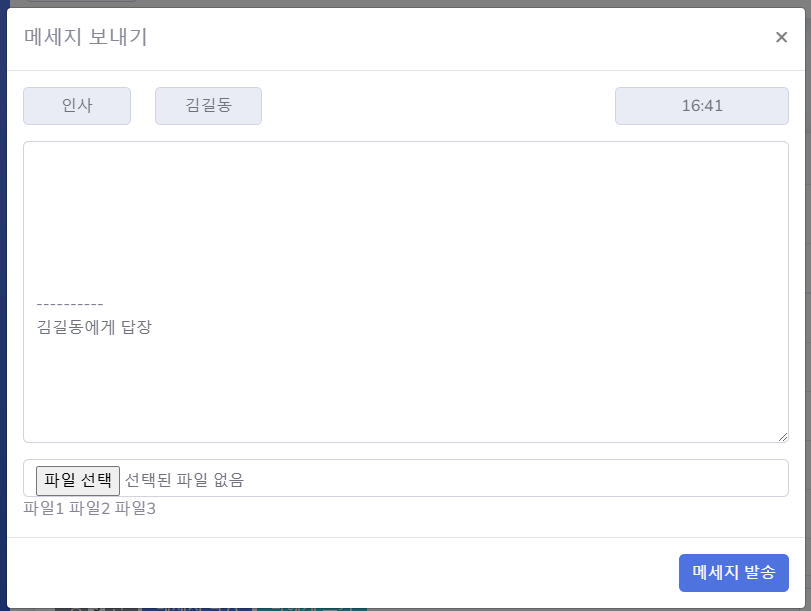 메세지 보내기 ×
인사 김길동 16:41
----------
김길동에게 답장
파일 선택 선택된 파일 없음
파일1 파일2 파일3
메세지 발송